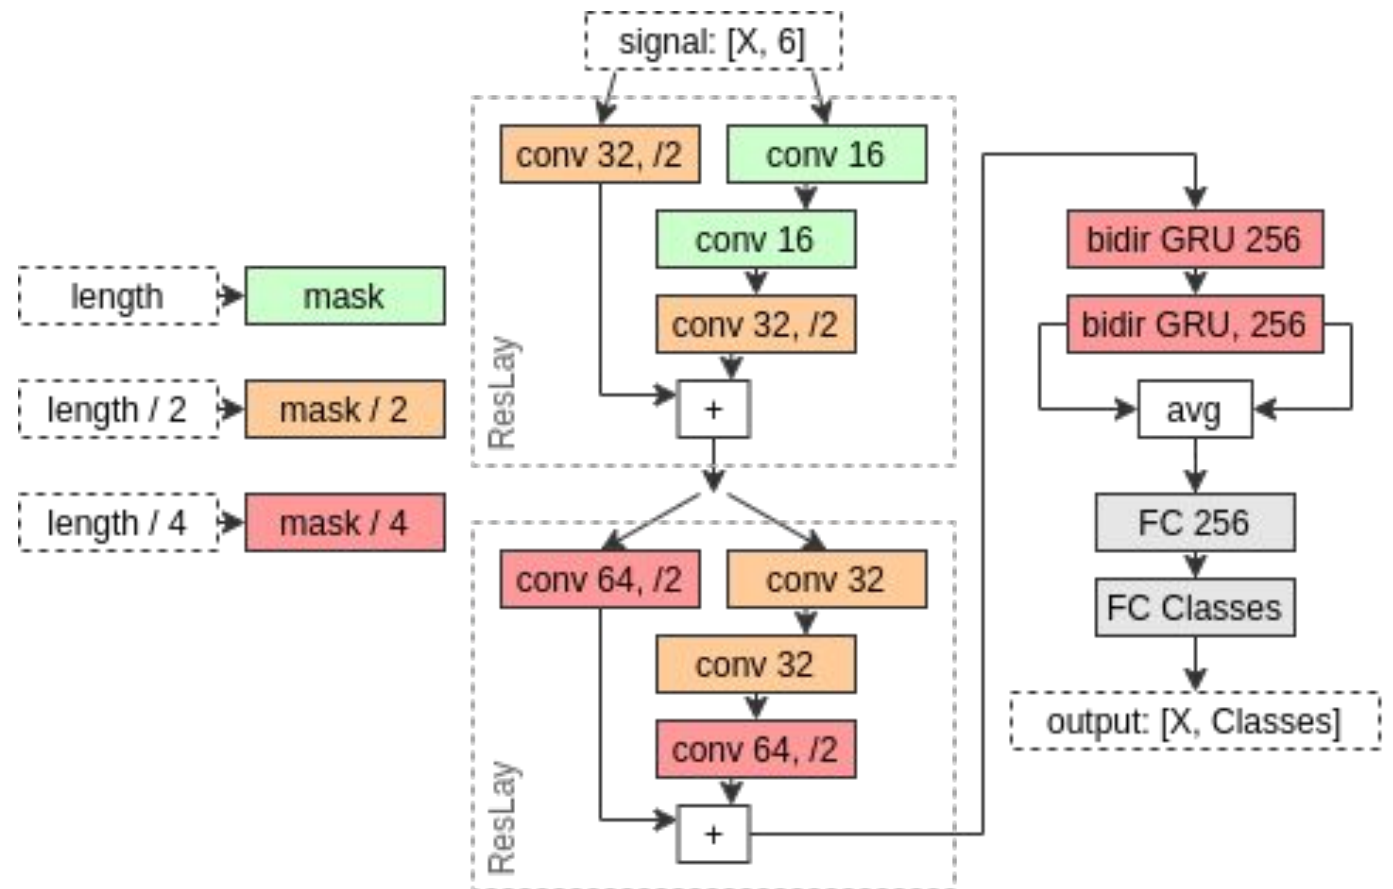 signal: [X, 6]
conv 32, /2
conv 16
conv 16
conv 32, /2
+
ResLay
length
mask
length / 2
mask / 2
length / 4
mask / 4
conv 64, /2
conv 32
conv 32
conv 64, /2
+
ResLay
bidir GRU 256
bidir GRU, 256
avg
FC 256
FC Classes
output: [X, Classes]